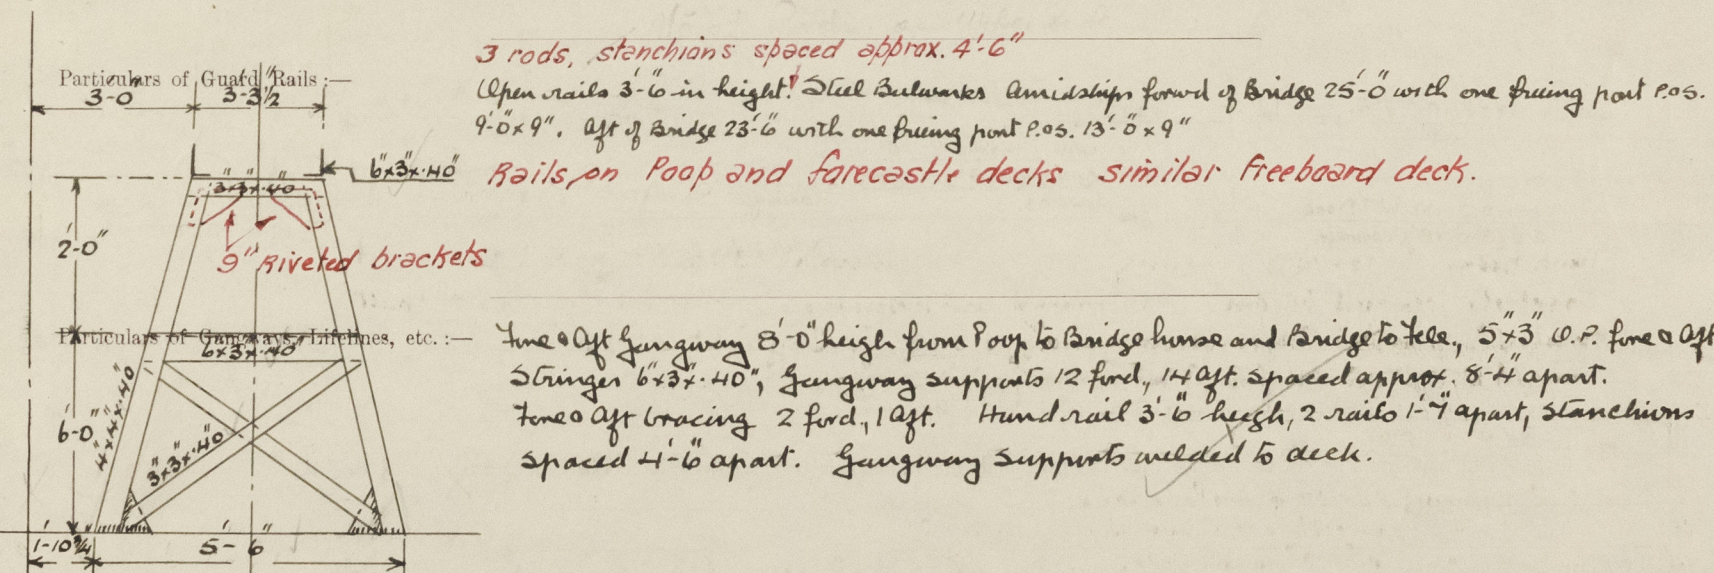 3 rods, stanchions spaced approx. 4'-6"
Particulars of Guard Rails :—
Open rails 3'-6" in height. Steel Bulwarks Amidships forwd of Bridge 25'-0" with one freeing port P.&S.
3'-0" 3'-3½"
9'-0" x 9". Aft of Bridge 23'-6" with one freeing port P.&S. 13'-0" x 9"
6"x3"x.40"
Rails on Poop and forecastle decks similar Freeboard deck.
3"x3"x.40"
2'-0"
9" Riveted brackets
Particulars of Gangways, Lifelines, etc. :—
Fore & Aft Gangway 8'-0" heigh from Poop to Bridge house and Bridge to Fcle., 5"x3" O.P. fore & Aft
6"x3"x.40"
Stringer 6"x3"x.40", Gangway supports 12 ford., 14 aft. spaced approx. 8'-4" apart.
6'-0" 4"x4"x.40
Fore & Aft bracing 2 ford., 1 Aft. Hand rail 3'-6" heigh, 2 rails 1'-7" apart, stanchions
3"x3"x.40"
spaced 4'-6" apart. Gangway supports welded to deck.
1'-10¾" 5'-6"